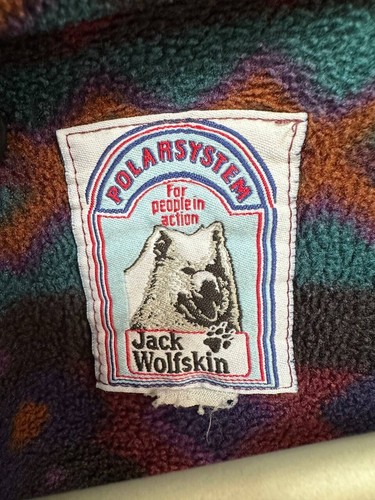 POLARSYSTEM
For
people in
action
Jack
Wolfskin